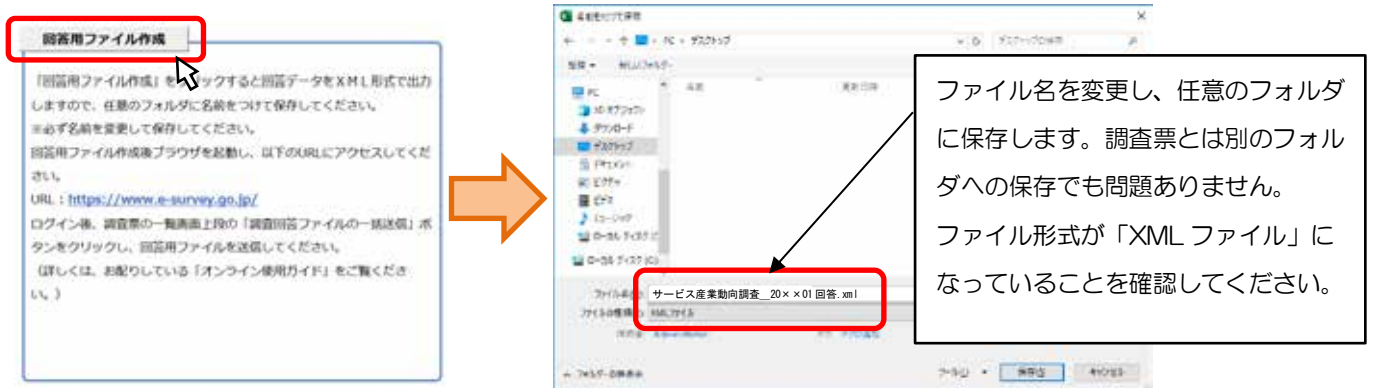 回答用ファイル作成
「回答用ファイル作成」をクリックすると回答データをXML形式で出力
しますので、任意のフォルダに名前をつけて保存してください。
※必ず名前を変更して保存してください。
回答用ファイル作成後ブラウザを起動し、以下のURLにアクセスしてくだ
さい。
URL：https://www.e-survey.go.jp/
ログイン後、調査票の一覧画面上段の「調査回答ファイルの一括送信」ボ
タンをクリックし、回答用ファイルを送信してください。
（詳しくは、お配りしている「オンライン使用ガイド」をご覧くださ
い。）
名前を付けて保存
PC
デスクトップ
名前
更新日時
PC
3D オブジェクト
ダウンロード
デスクトップ
ドキュメント
ピクチャ
ビデオ
ミュージック
サービス産業動向調査__20××01回答.xml
XMLファイル
保存(S)
キャンセル
ファイル名を変更し、任意のフォルダ
に保存します。調査票とは別のフォル
ダへの保存でも問題ありません。
ファイル形式が「XML ファイル」に
なっていることを確認してください。